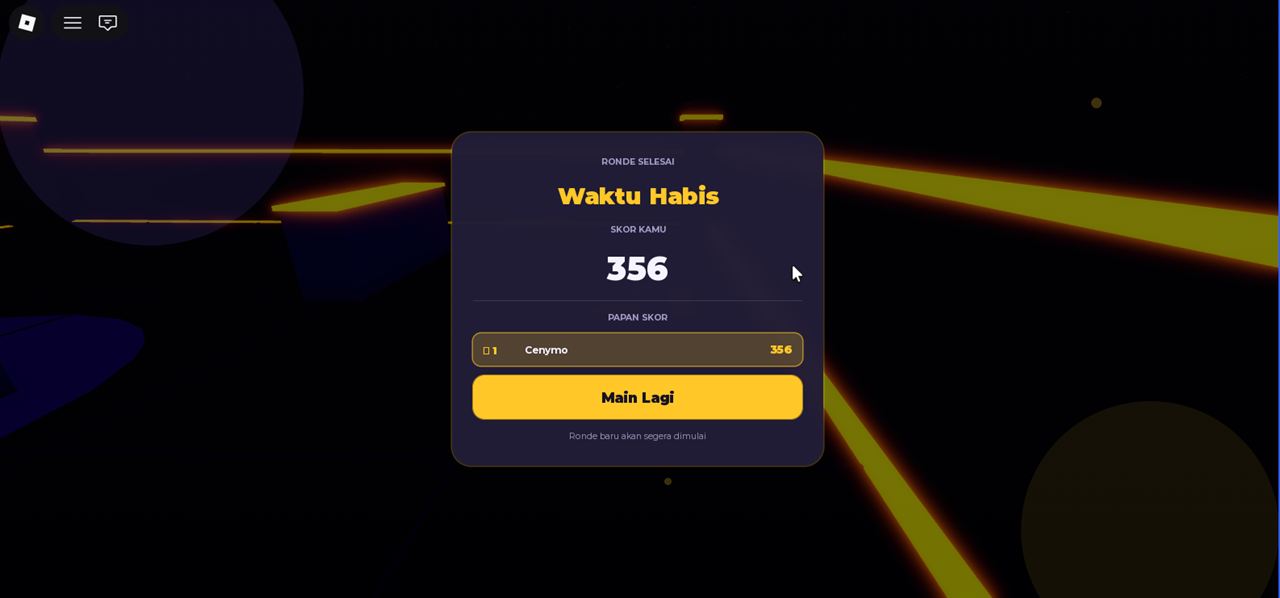 RONDE SELESAI
Waktu Habis
SKOR KAMU
356
PAPAN SKOR
1 Cenymo 356
Main Lagi
Ronde baru akan segera dimulai